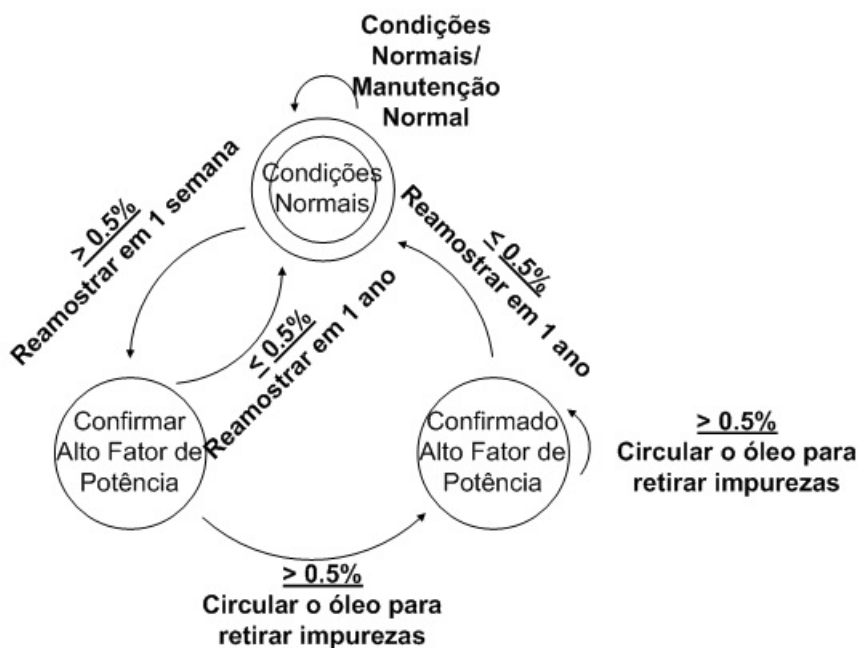 Condições
Normais/
Manutenção
Normal
Condições
Normais
> 0.5%
Reamostrar em 1 semana
≤ 0.5%
Reamostrar em 1 ano
≤ 0.5%
Reamostrar em 1 ano
Confirmar
Alto Fator de
Potência
Confirmado
Alto Fator de
Potência
> 0.5%
Circular o óleo para
retirar impurezas
> 0.5%
Circular o óleo para
retirar impurezas